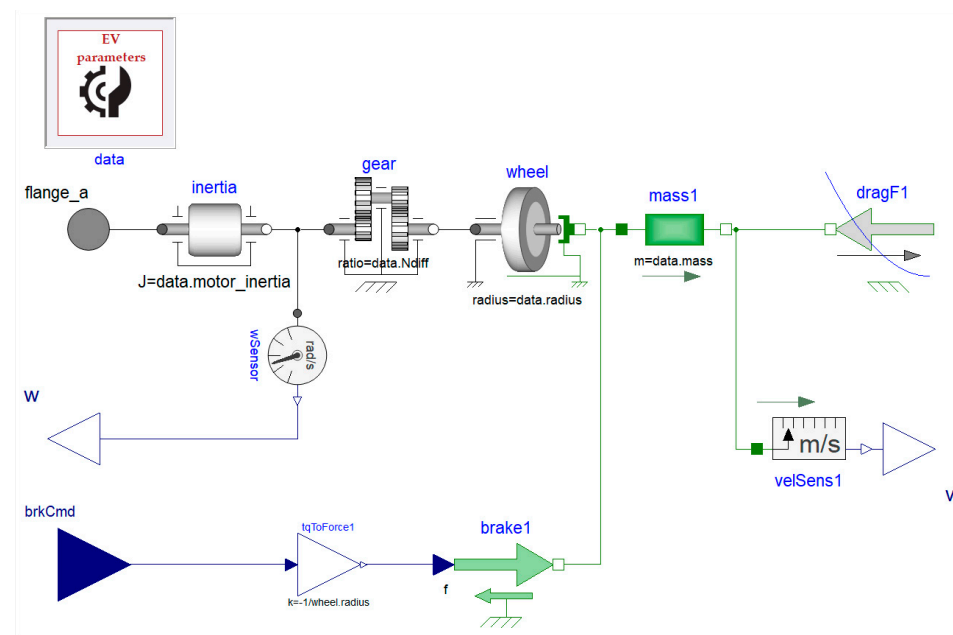 EV
parameters
data
flange_a
inertia
gear
wheel
mass1
dragF1
J=data.motor_inertia
ratio=data.Ndiff
radius=data.radius
m=data.mass
wSensor
rad/s
W
m/s
velSens1
V
brkCmd
tqToForce1
k=-1/wheel.radius
brake1
f